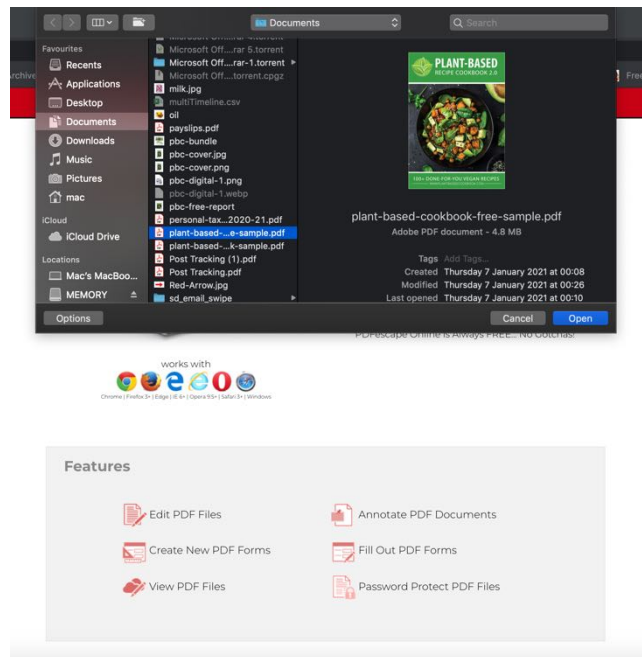 Documents
Search
Favourites
Recents
Applications
Desktop
Documents
Downloads
Music
Pictures
mac
iCloud
iCloud Drive
Locations
Mac's MacBoo...
MEMORY
Microsoft Off....rar 5.torrent
Microsoft Off....rar-1.torrent
Microsoft Off....torrent.cpgz
milk.jpg
multiTimeline.csv
oil
payslips.pdf
pbc-bundle
pbc-cover.jpg
pbc-cover.png
pbc-digital-1.png
pbc-digital-1.webp
pbc-free-report
personal-tax...2020-21.pdf
plant-based-...e-sample.pdf
plant-based-...k-sample.pdf
Post Tracking (1).pdf
Post Tracking.pdf
Red-Arrow.jpg
sd_email_swipe
PLANT-BASED
RECIPE COOKBOOK 2.0
100+ DONE-FOR-YOU VEGAN RECIPES
plant-based-cookbook-free-sample.pdf
Adobe PDF document - 4.8 MB
Tags Add Tags...
Created Thursday 7 January 2021 at 00:08
Modified Thursday 7 January 2021 at 00:26
Last opened Thursday 7 January 2021 at 00:10
Options
Cancel
Open
PDFescape Online is Always FREE... No Gotchas!
works with
Chrome | Firefox 3+ | Edge | IE 6+ | Opera 9.5+ | Safari 3+ | Windows
Features
Edit PDF Files
Annotate PDF Documents
Create New PDF Forms
Fill Out PDF Forms
View PDF Files
Password Protect PDF Files